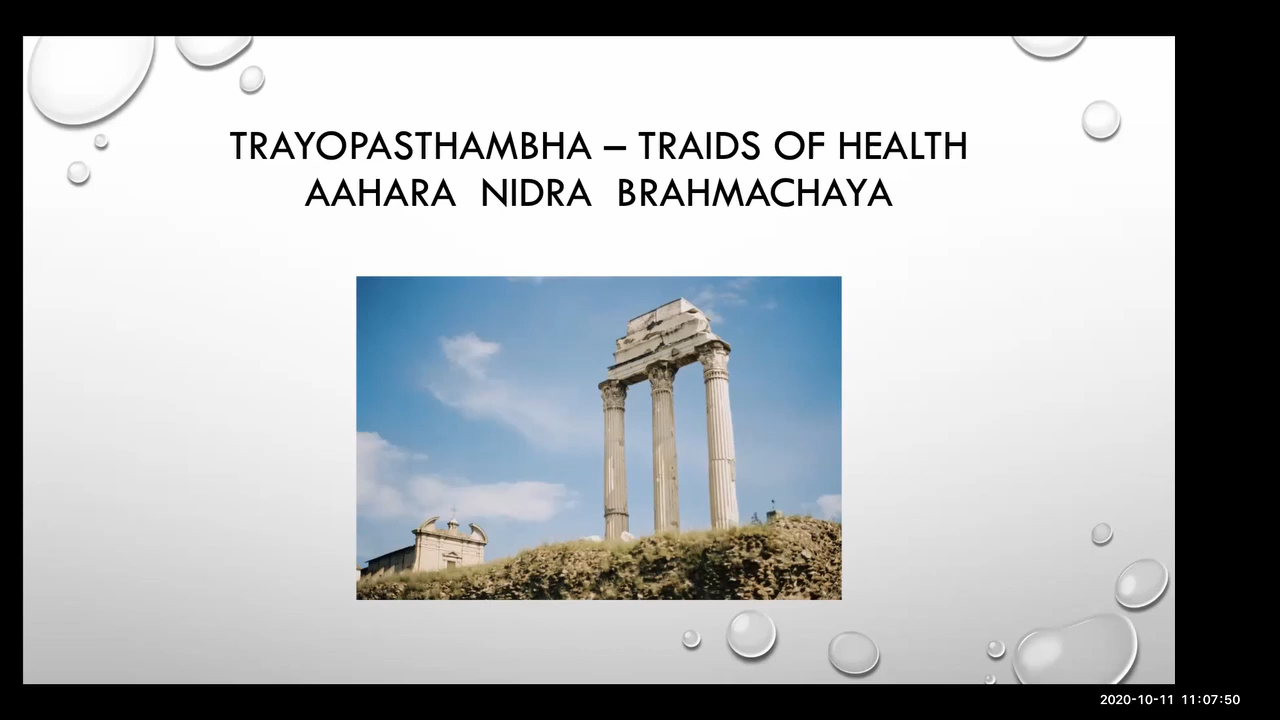 TRAYOPASTHAMBHA – TRAIDS OF HEALTH
AAHARA NIDRA BRAHMACHAYA
2020-10-11 11:07:50